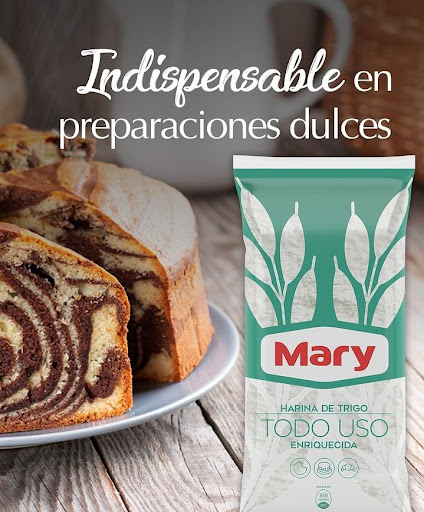 Indispensable en
preparaciones dulces
Mary
HARINA DE TRIGO
TODO USO
ENRIQUECIDA